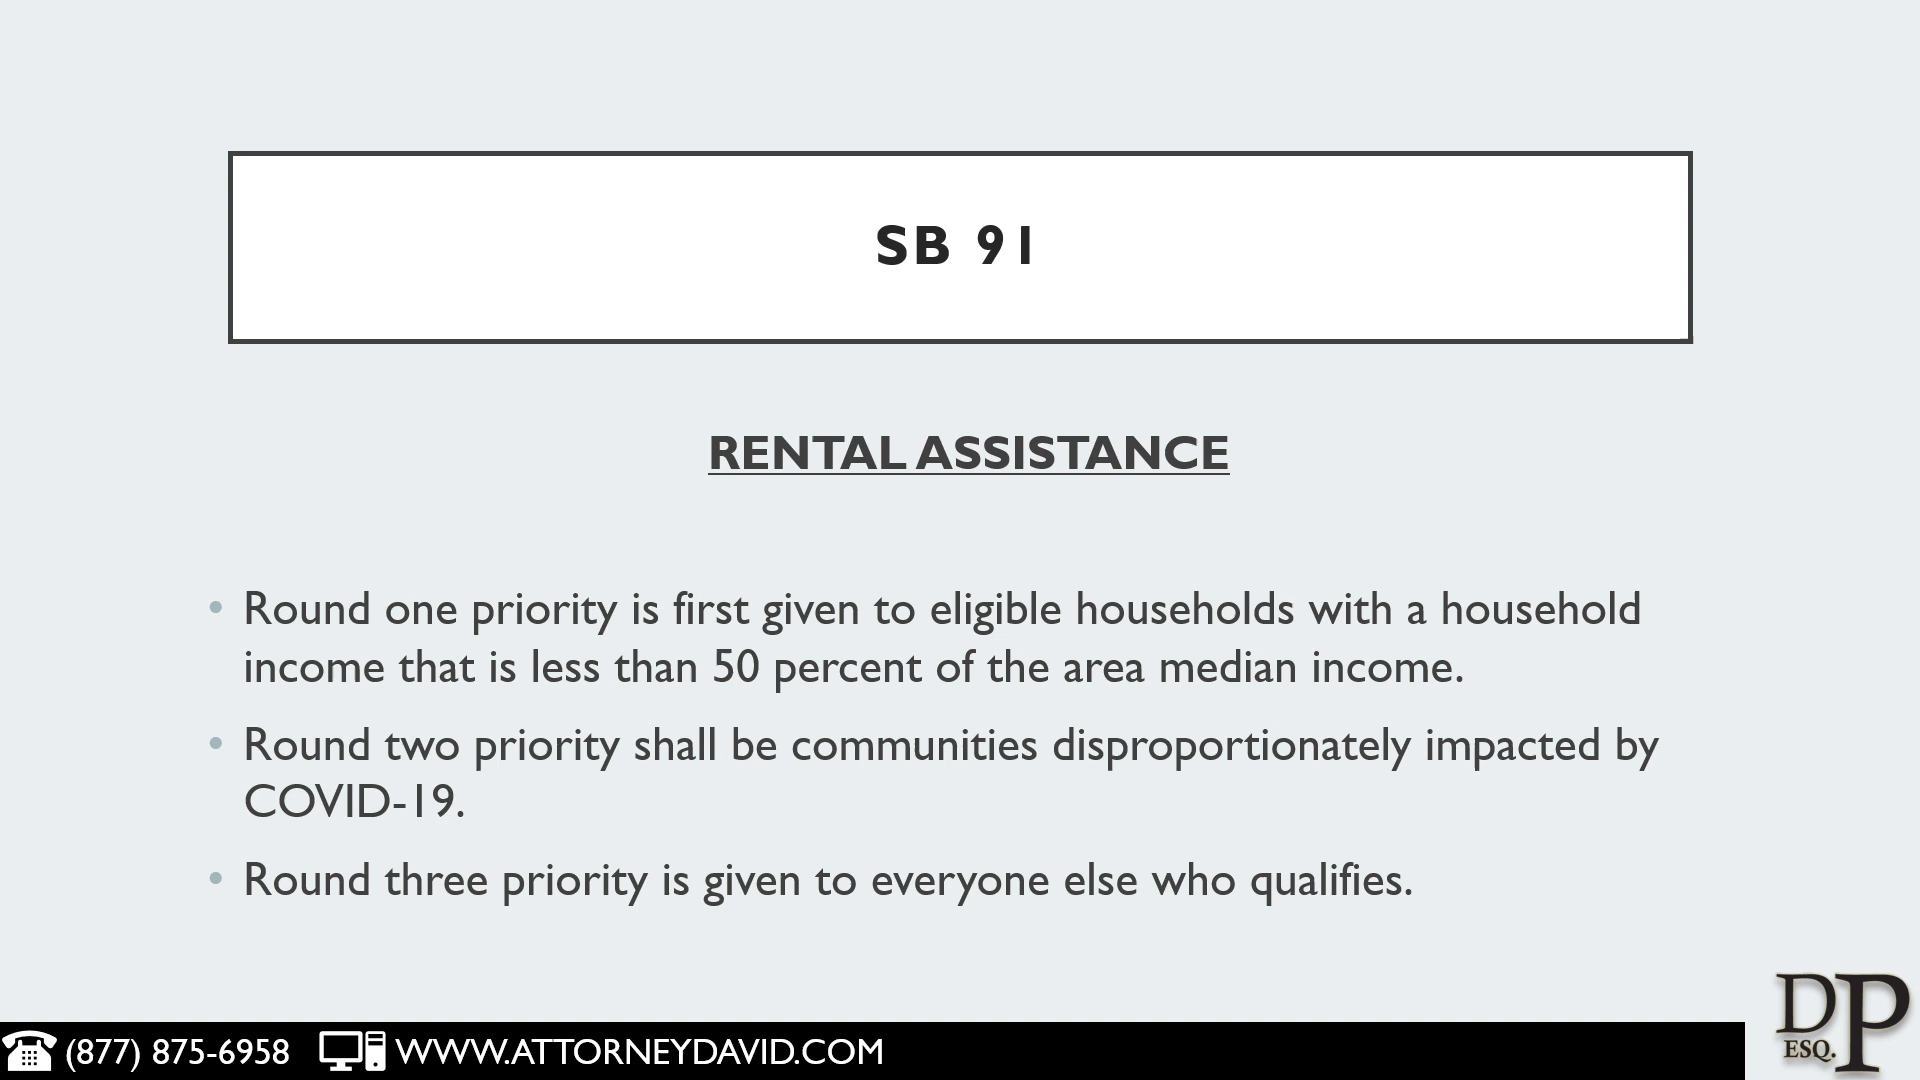 SB 91
RENTAL ASSISTANCE
• Round one priority is first given to eligible households with a household
income that is less than 50 percent of the area median income.
• Round two priority shall be communities disproportionately impacted by
COVID-19.
• Round three priority is given to everyone else who qualifies.
(877) 875-6958 WWW.ATTORNEYDAVID.COM
DP
ESQ.